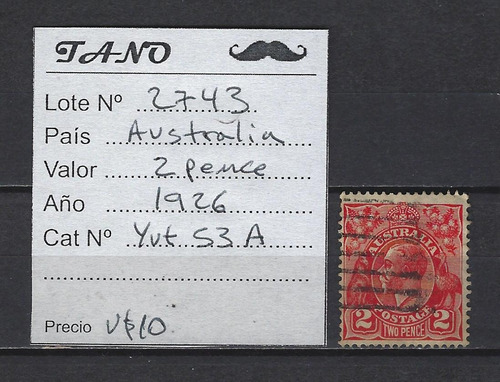 TANO
Lote Nº 2743
País Australia
Valor 2 pence
Año 1926
Cat Nº Yvt 53 A
Precio U$10
AUSTRALIA
2 POSTAGE 2
TWO PENCE